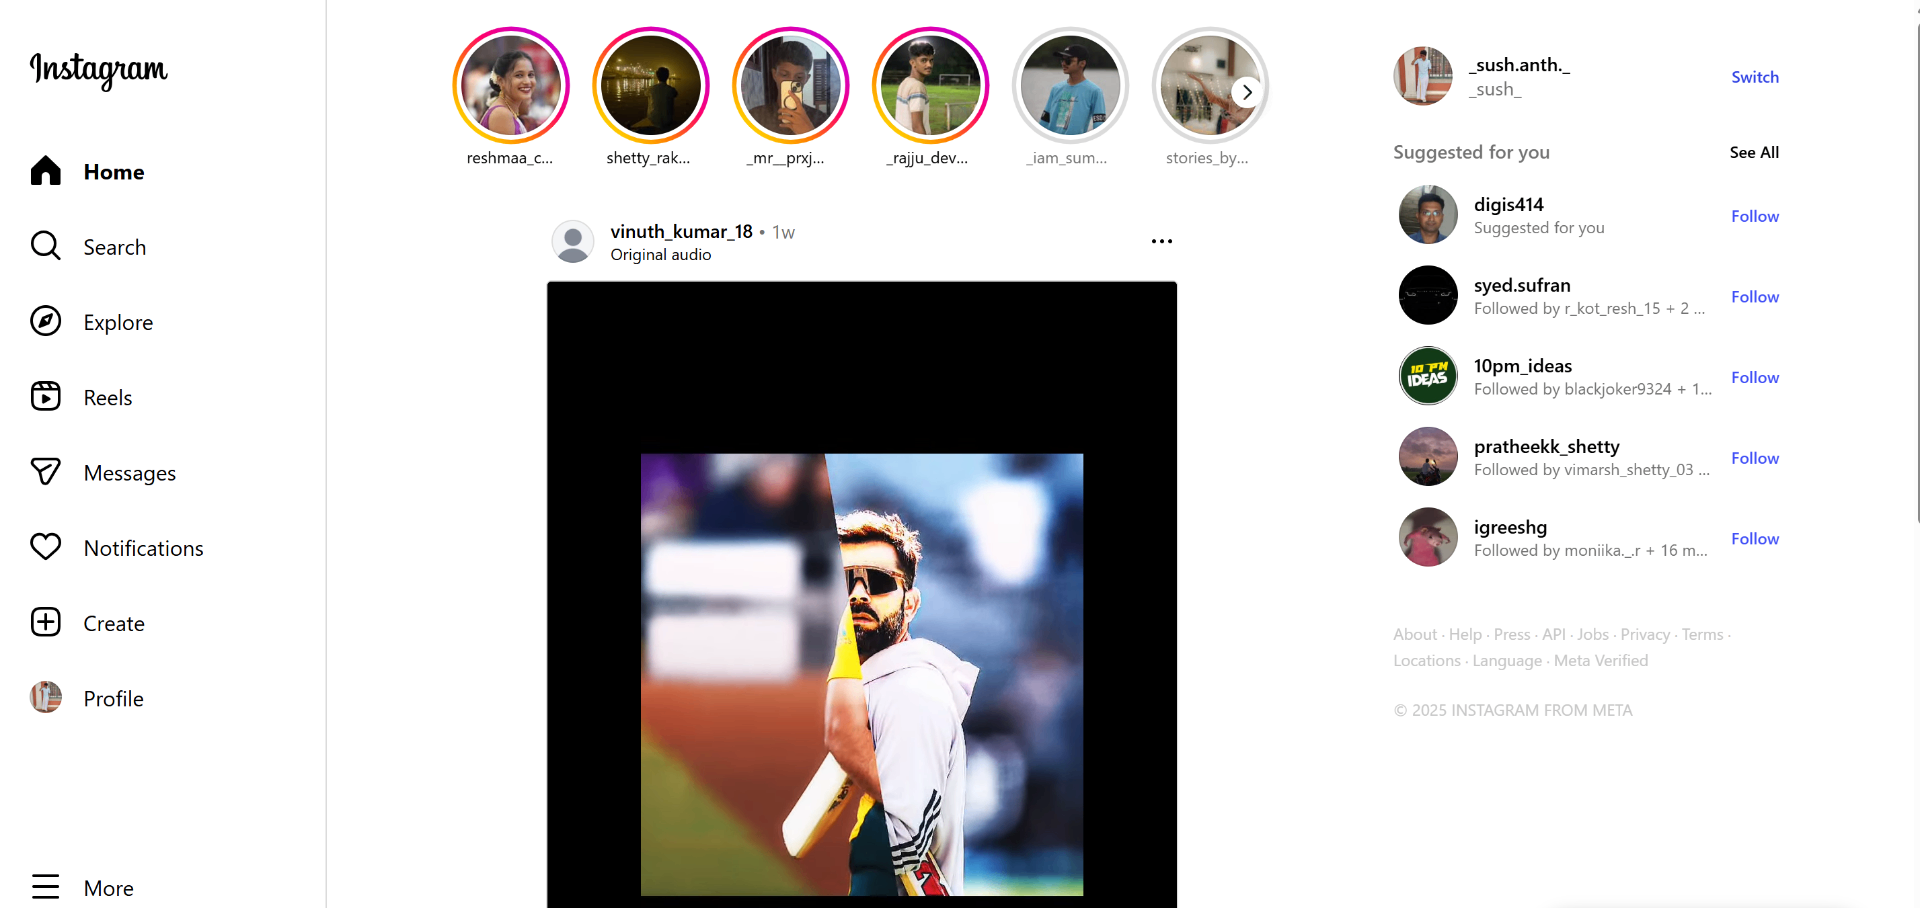 Instagram
Home
Search
Explore
Reels
Messages
Notifications
Create
Profile
More
reshmaa_c...
shetty_rak...
_mr__prxj...
_rajju_dev...
_iam_sum...
stories_by...
vinuth_kumar_18 • 1w
Original audio
_sush.anth._
_sush_
Switch
Suggested for you
See All
digis414
Suggested for you
Follow
syed.sufran
Followed by r_kot_resh_15 + 2 ...
Follow
10 PM
IDEAS
10pm_ideas
Followed by blackjoker9324 + 1...
Follow
pratheekk_shetty
Followed by vimarsh_shetty_03 ...
Follow
igreeshg
Followed by moniika._.r + 16 m...
Follow
About · Help · Press · API · Jobs · Privacy · Terms ·
Locations · Language · Meta Verified
© 2025 INSTAGRAM FROM META